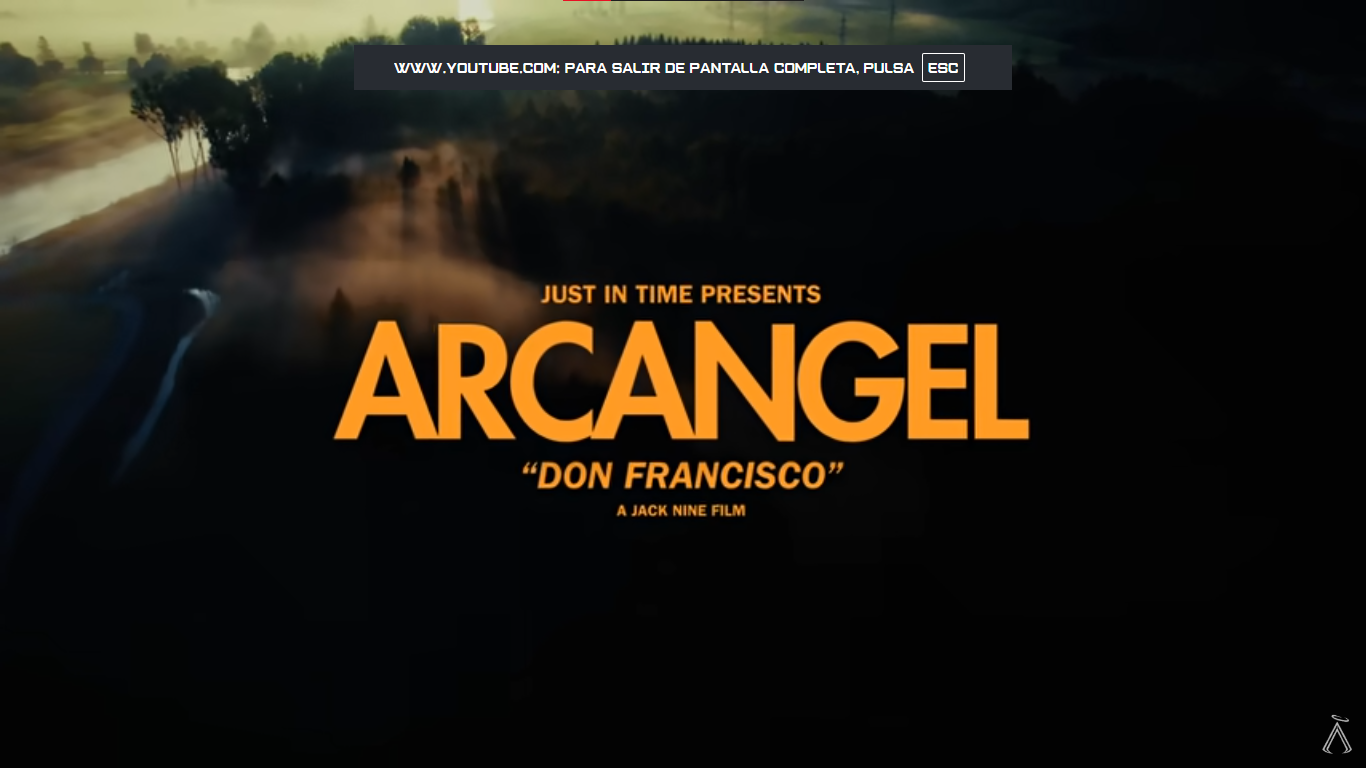 WWW.YOUTUBE.COM: PARA SALIR DE PANTALLA COMPLETA, PULSA ESC
JUST IN TIME PRESENTS
ARCANGEL
“DON FRANCISCO”
A JACK NINE FILM